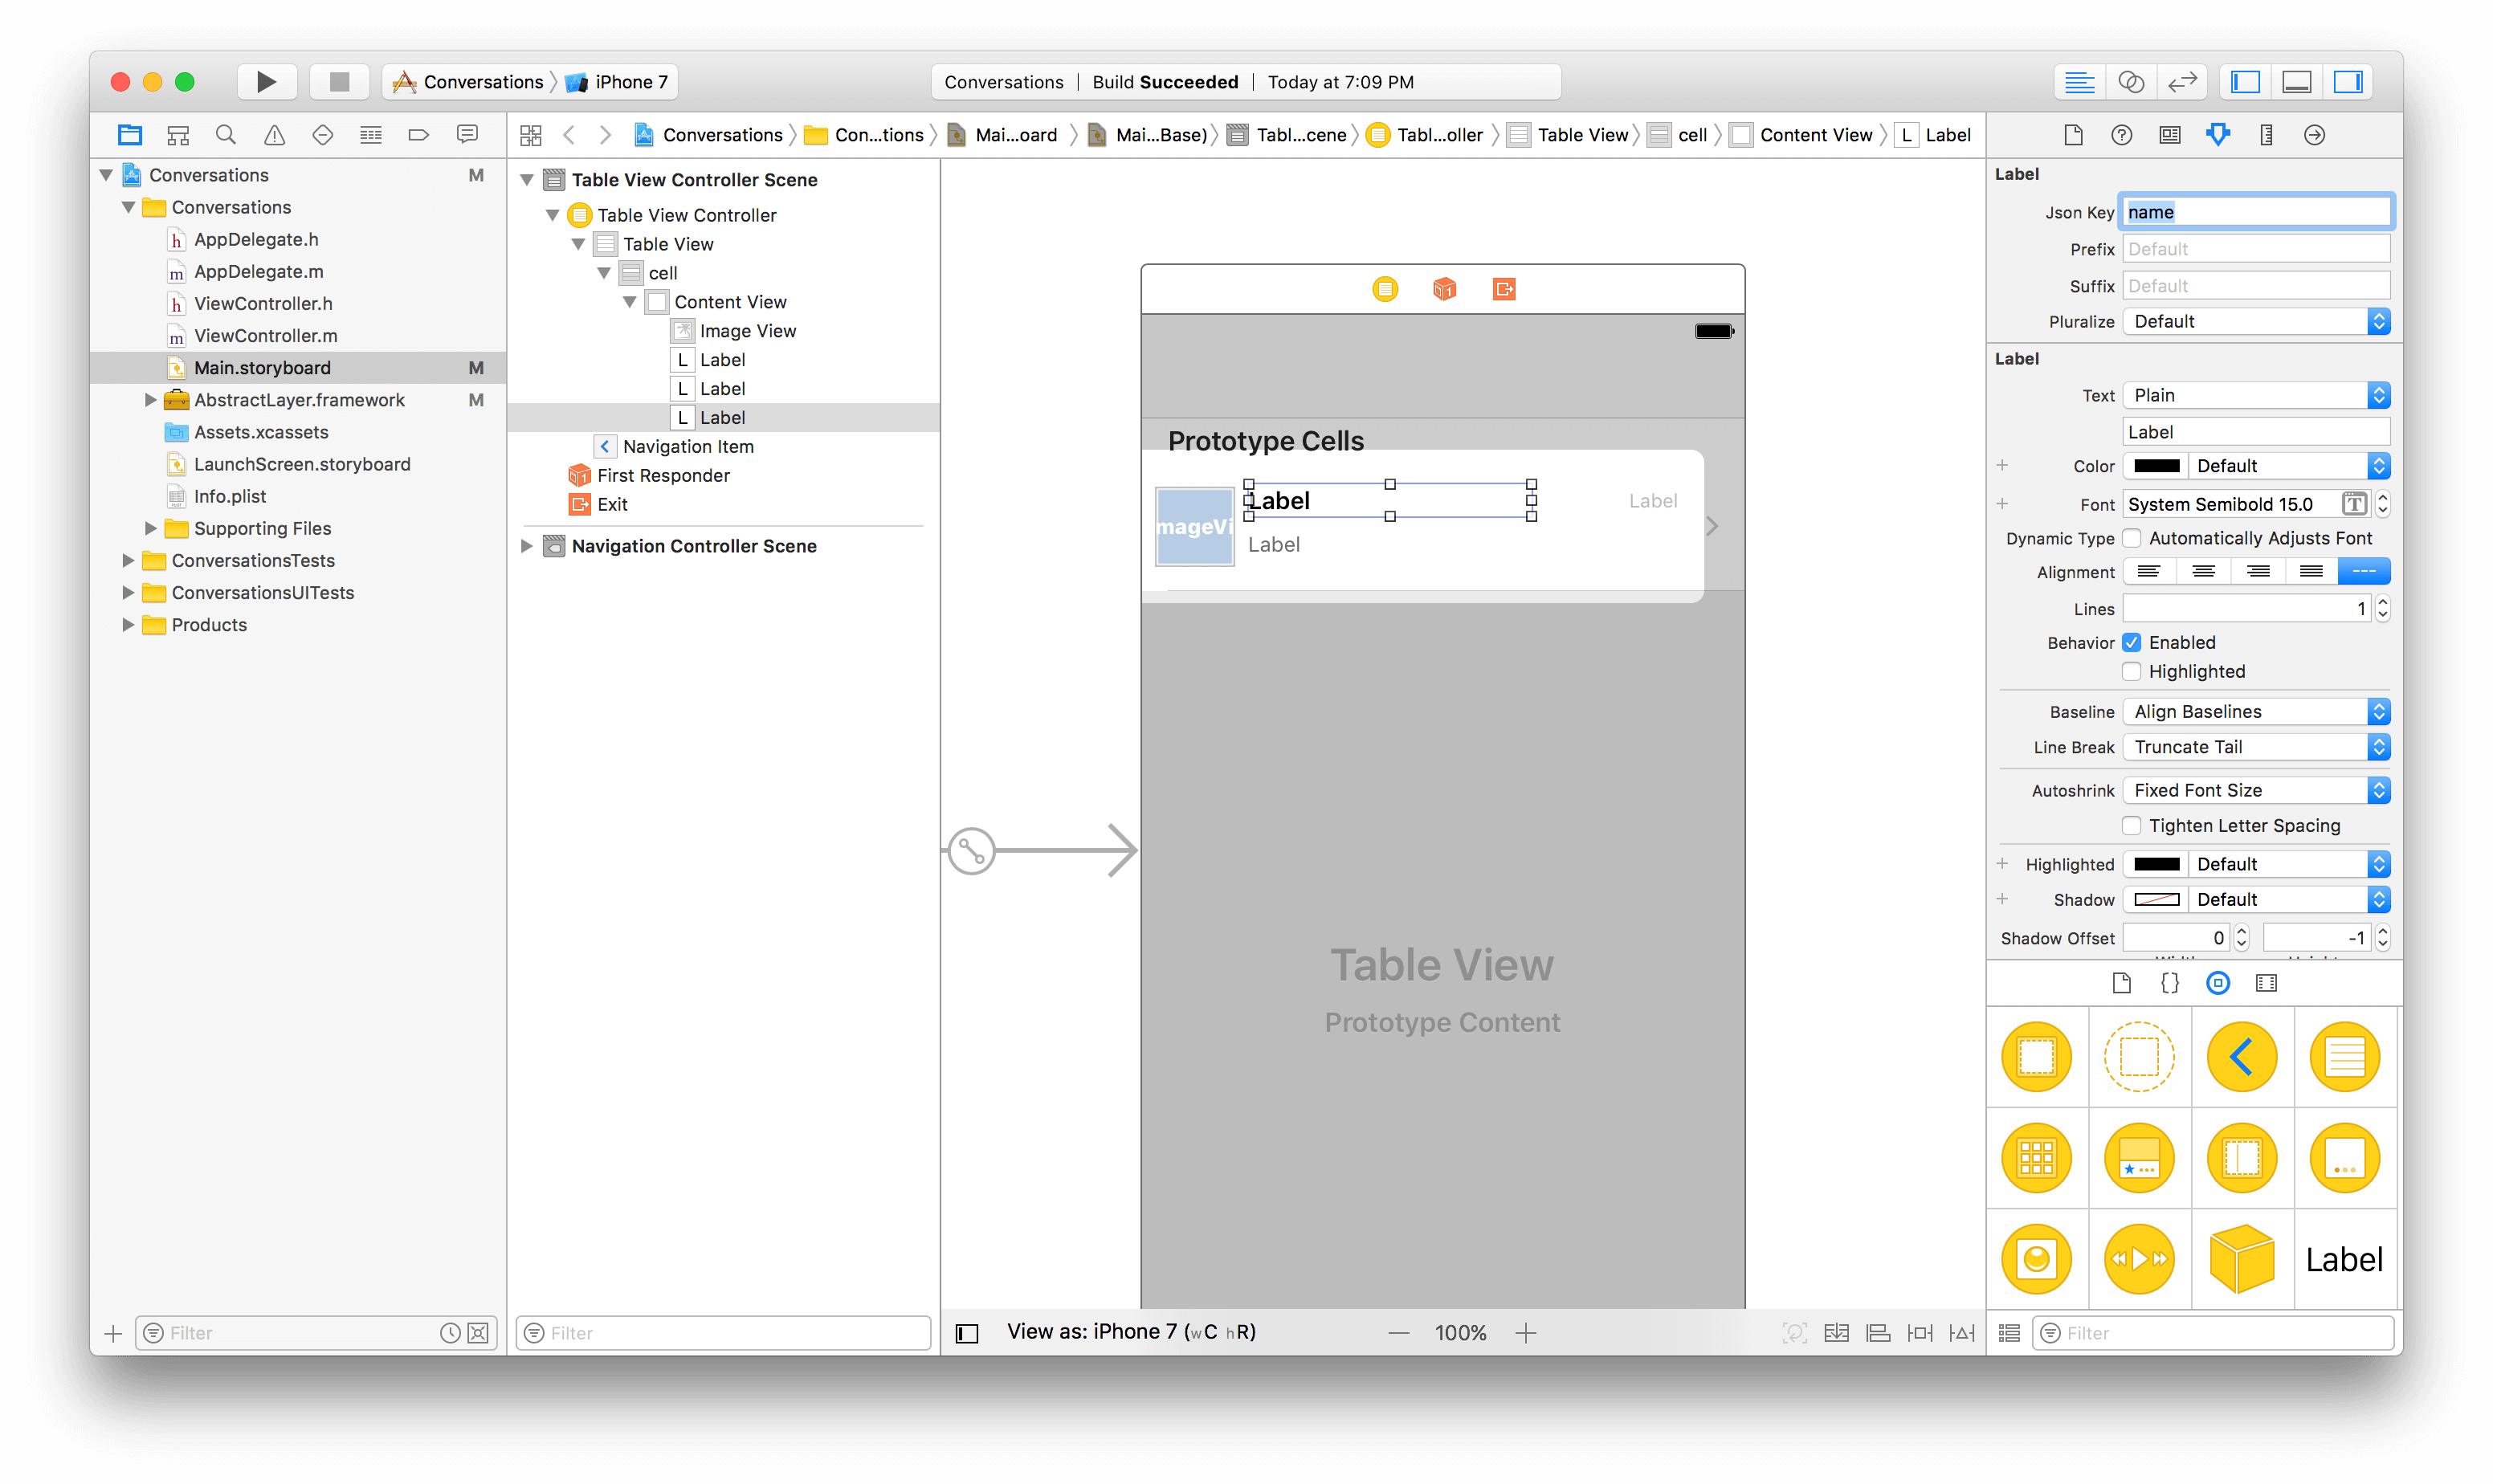 Conversations iPhone 7
Conversations | Build Succeeded | Today at 7:09 PM
Conversations Con...tions Mai...oard Mai...Base) Tabl...cene Tabl...oller Table View cell Content View L Label
Conversations M
Conversations
h AppDelegate.h
m AppDelegate.m
h ViewController.h
m ViewController.m
Main.storyboard M
AbstractLayer.framework M
Assets.xcassets
LaunchScreen.storyboard
Info.plist
Supporting Files
ConversationsTests
ConversationsUITests
Products
Filter
Table View Controller Scene
Table View Controller
Table View
cell
Content View
Image View
L Label
L Label
L Label
Navigation Item
First Responder
Exit
Navigation Controller Scene
Filter
Prototype Cells
mageVi
Label
Label
Label
Table View
Prototype Content
View as: iPhone 7 (wC hR)
100%
Label
Json Key name
Prefix Default
Suffix Default
Pluralize Default
Label
Text Plain
Label
+ Color Default
+ Font System Semibold 15.0 T
Dynamic Type Automatically Adjusts Font
Alignment
Lines 1
Behavior Enabled
Highlighted
Baseline Align Baselines
Line Break Truncate Tail
Autoshrink Fixed Font Size
Tighten Letter Spacing
+ Highlighted Default
+ Shadow Default
Shadow Offset 0 -1
{}
Label
Filter